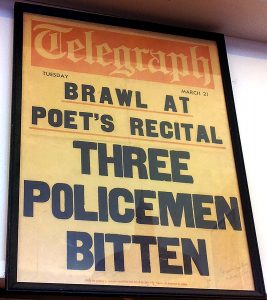 Telegraph
TUESDAY MARCH 21
BRAWL AT
POET'S RECITAL
THREE
POLICEMEN
BITTEN